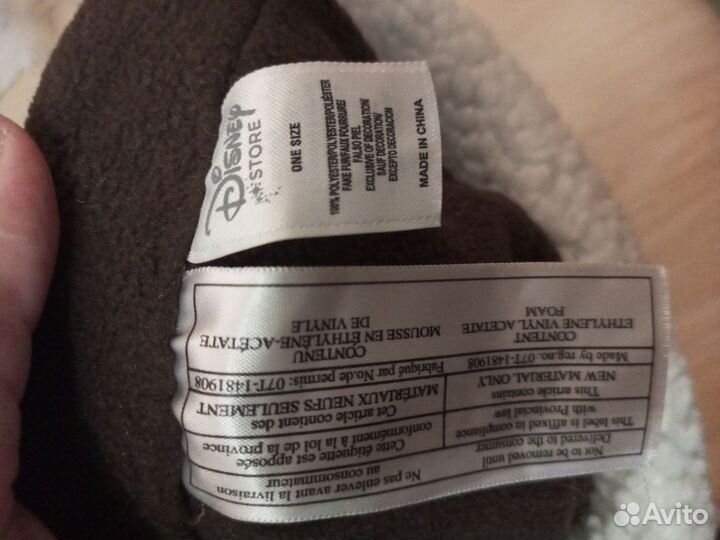 Disney
STORE
ONE SIZE
100% POLYESTER/POLYESTER/POLIÉSTER
FAKE FUR/FAUX FOURRURE/
FALSO PIEL
EXCLUSIVE OF DECORATION/
SAUF DECORATION/
EXCEPTO DECORACION
MADE IN CHINA
Not to be removed until
Delivered to the consumer
This label is affixed in compliance
with Provincial law
This article contains
NEW MATERIAL ONLY
Made by reg.no. 07T-1481908
CONTENT
ETHYLENE VINYL ACETATE
FOAM
Ne pas enlever avant la livraison
au consommateur
Cette étiquette est apposée
conformément à la loi de la province
Cet article contient des
MATÉRIAUX NEUFS SEULEMENT
Fabriqué par No.de permis: 07T-1481908
CONTENU
MOUSSE EN ÉTHYLÈNE-ACÉTATE
DE VINYLE
Avito